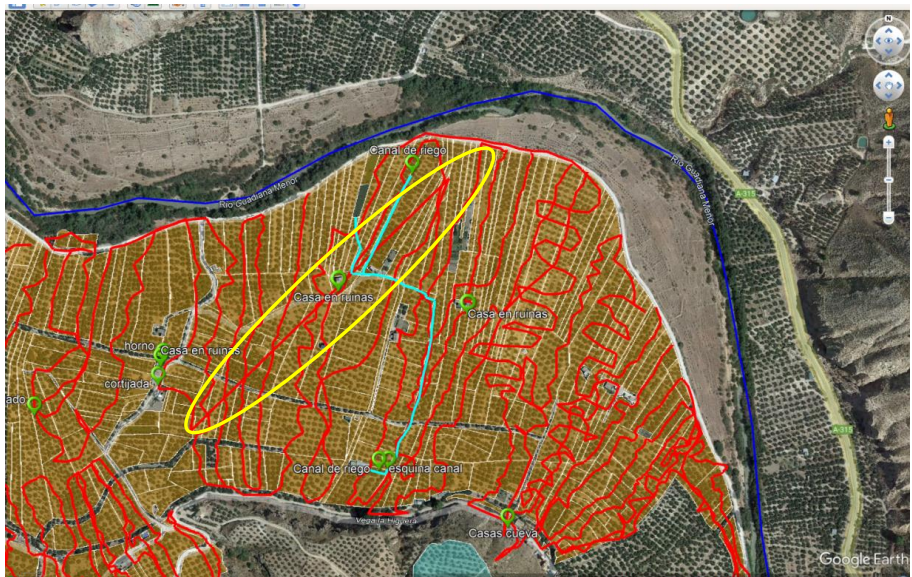 N
Canal de riego
Río Guadiana Menor
Río Guadiana Menor
A-315
Casa en ruinas
Casa en ruinas
horno
Casa en ruinas
cortijada
ado
A-315
Canal de riego
esquina canal
Vega la Higuera
Casas cueva
Google Earth